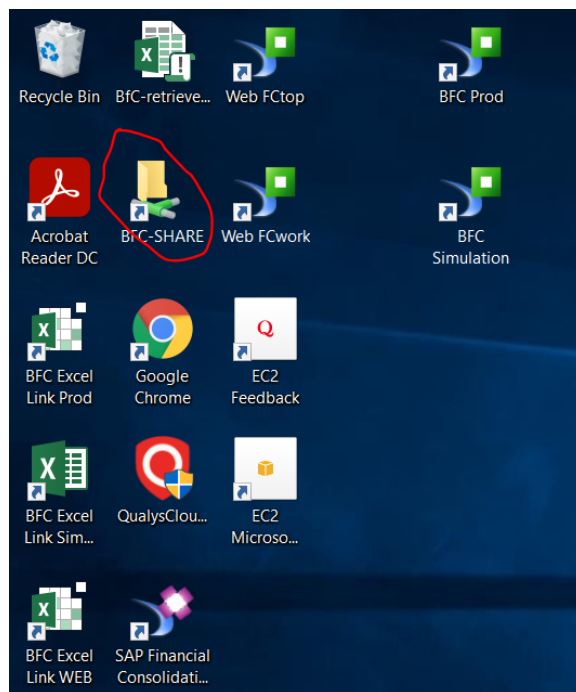 Recycle Bin
BfC-retrieve...
Web FCtop
BFC Prod
Acrobat
Reader DC
BFC-SHARE
Web FCwork
BFC
Simulation
BFC Excel
Link Prod
Google
Chrome
Q
EC2
Feedback
BFC Excel
Link Sim...
QualysClou...
EC2
Microso...
BFC Excel
Link WEB
SAP Financial
Consolidati...